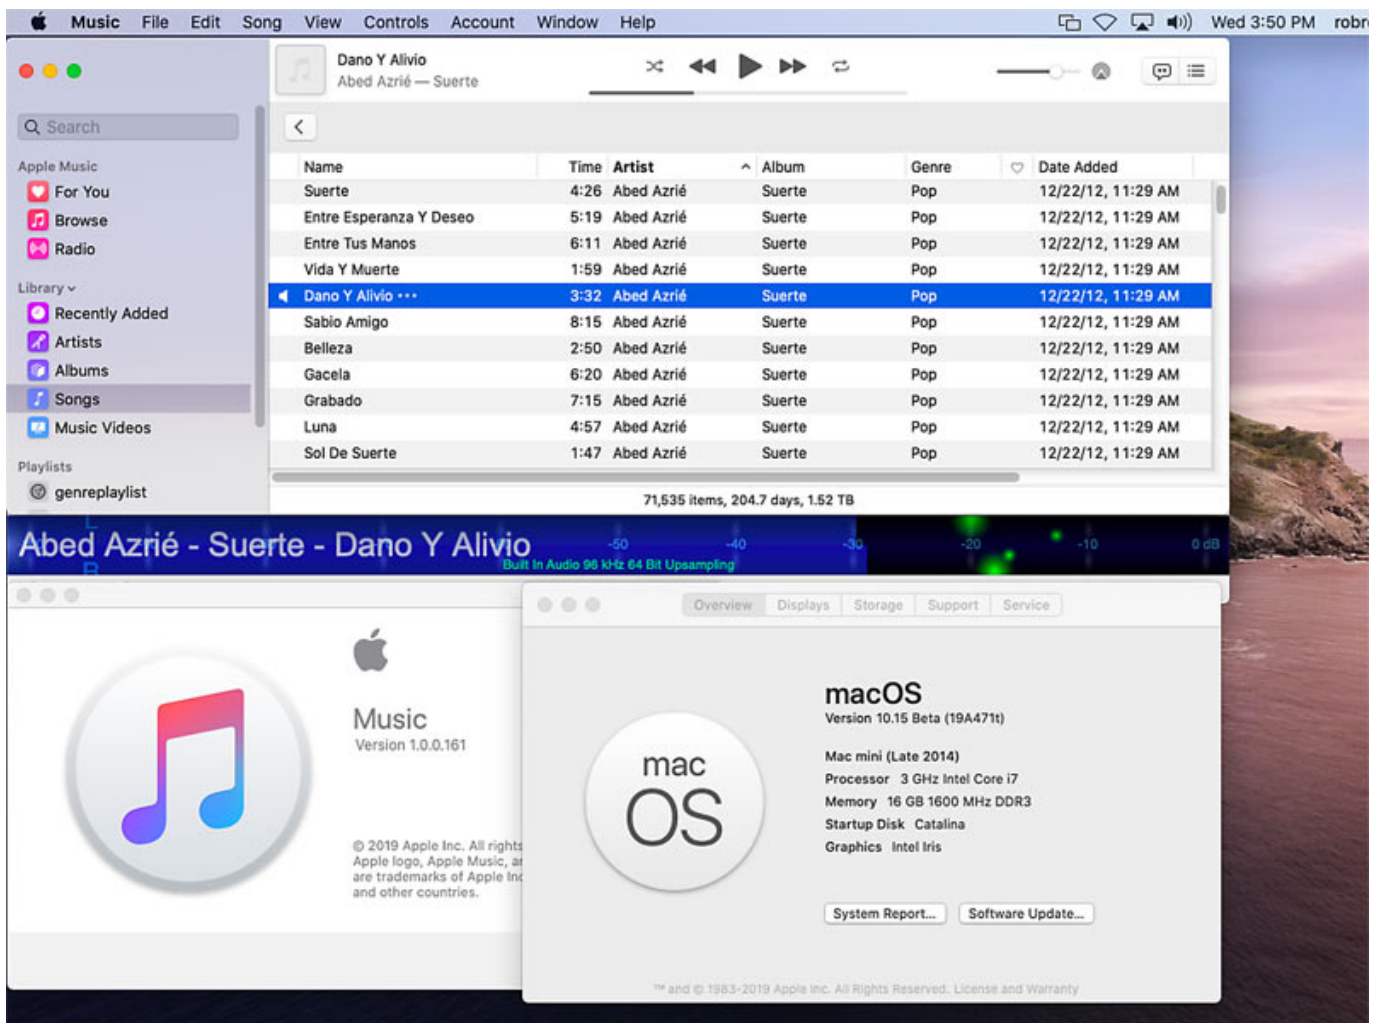 Music File Edit Song View Controls Account Window Help Wed 3:50 PM robr
Dano Y Alivio
Abed Azrié — Suerte
Search
Apple Music
For You
Browse
Radio
Library
Recently Added
Artists
Albums
Songs
Music Videos
Playlists
genreplaylist
Name Time Artist Album Genre Date Added
Suerte 4:26 Abed Azrié Suerte Pop 12/22/12, 11:29 AM
Entre Esperanza Y Deseo 5:19 Abed Azrié Suerte Pop 12/22/12, 11:29 AM
Entre Tus Manos 6:11 Abed Azrié Suerte Pop 12/22/12, 11:29 AM
Vida Y Muerte 1:59 Abed Azrié Suerte Pop 12/22/12, 11:29 AM
Dano Y Alivio ••• 3:32 Abed Azrié Suerte Pop 12/22/12, 11:29 AM
Sabio Amigo 8:15 Abed Azrié Suerte Pop 12/22/12, 11:29 AM
Belleza 2:50 Abed Azrié Suerte Pop 12/22/12, 11:29 AM
Gacela 6:20 Abed Azrié Suerte Pop 12/22/12, 11:29 AM
Grabado 7:15 Abed Azrié Suerte Pop 12/22/12, 11:29 AM
Luna 4:57 Abed Azrié Suerte Pop 12/22/12, 11:29 AM
Sol De Suerte 1:47 Abed Azrié Suerte Pop 12/22/12, 11:29 AM
71,535 items, 204.7 days, 1.52 TB
L
Abed Azrié - Suerte - Dano Y Alivio -50 -40 -30 -20 -10 0 dB
R Built In Audio 96 kHz 64 Bit Upsampling
Music
Version 1.0.0.161
© 2019 Apple Inc. All rights
Apple logo, Apple Music, an
are trademarks of Apple Inc
and other countries.
Overview Displays Storage Support Service
mac
OS
macOS
Version 10.15 Beta (19A471t)
Mac mini (Late 2014)
Processor 3 GHz Intel Core i7
Memory 16 GB 1600 MHz DDR3
Startup Disk Catalina
Graphics Intel Iris
System Report... Software Update...
™ and © 1983-2019 Apple Inc. All Rights Reserved. License and Warranty